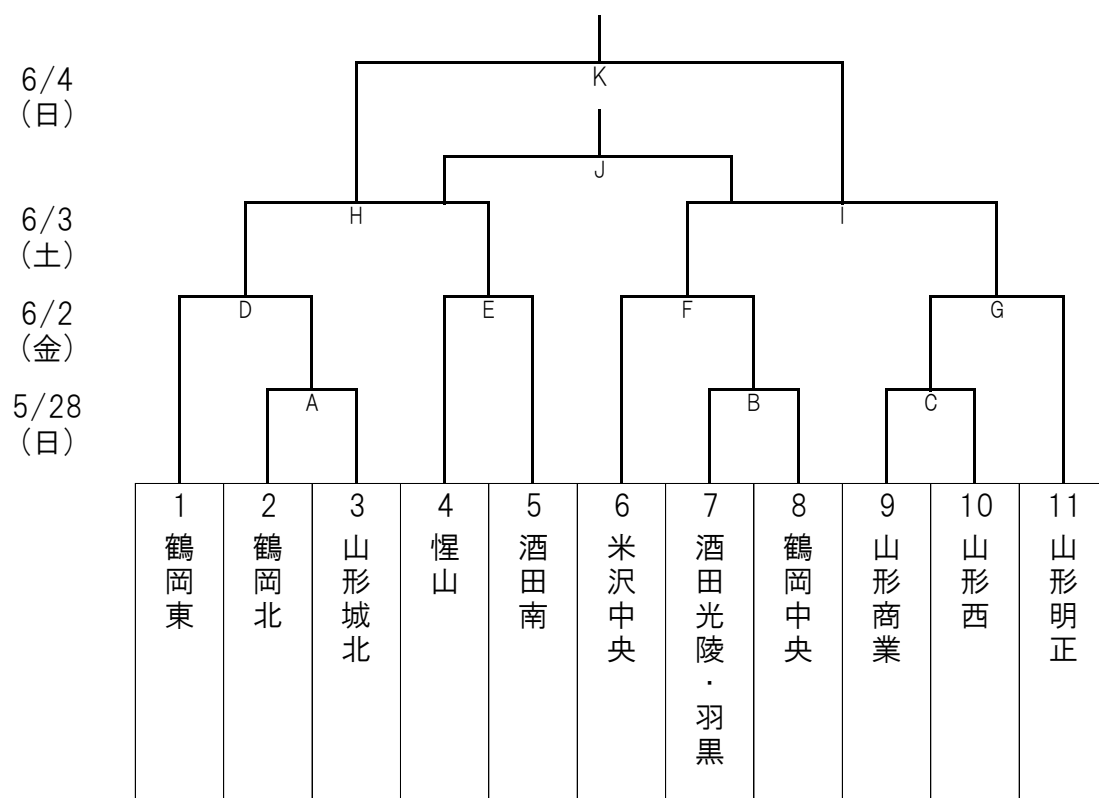 K
6/4
(日)
J
H
I
6/3
(土)
D
E
F
G
6/2
(金)
A
B
C
5/28
(日)
1
鶴岡東
2
鶴岡北
3
山形城北
4
惺山
5
酒田南
6
米沢中央
7
酒田光陵・羽黒
8
鶴岡中央
9
山形商業
10
山形西
11
山形明正